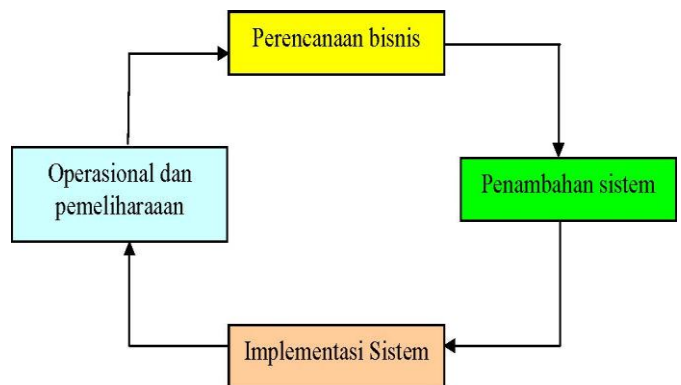 Perencanaan bisnis
Penambahan sistem
Implementasi Sistem
Operasional dan
pemeliharaaan